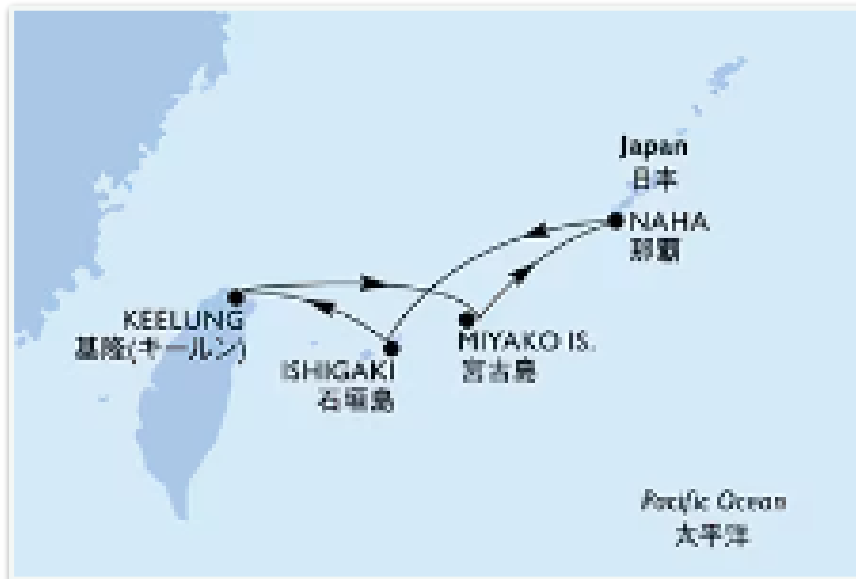 Japan
日本
NAHA
那覇
KEELUNG
基隆(キールン)
MIYAKO IS.
宮古島
ISHIGAKI
石垣島
Pacific Ocean
太平洋